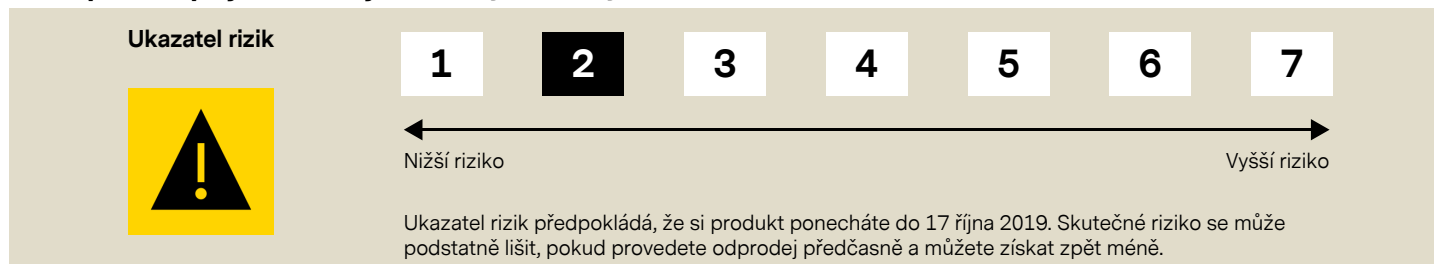 Ukazatel rizik
1 2 3 4 5 6 7
Nižší riziko Vyšší riziko
Ukazatel rizik předpokládá, že si produkt ponecháte do 17 října 2019. Skutečné riziko se může
podstatně lišit, pokud provedete odprodej předčasně a můžete získat zpět méně.